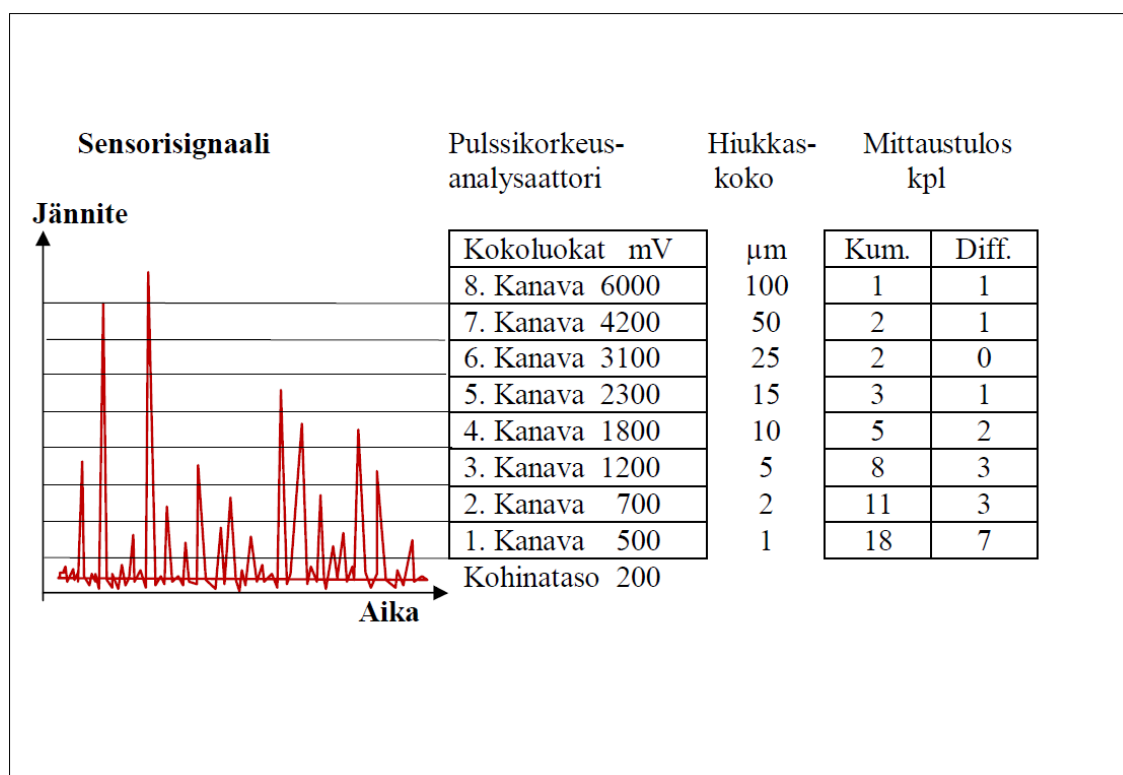 Sensorisignaali
Pulssikorkeus-
analysaattori
Hiukkas-
koko
Mittaustulos
kpl
Jännite
Kokoluokat mV µm Kum. Diff.
8. Kanava 6000 100 1 1
7. Kanava 4200 50 2 1
6. Kanava 3100 25 2 0
5. Kanava 2300 15 3 1
4. Kanava 1800 10 5 2
3. Kanava 1200 5 8 3
2. Kanava 700 2 11 3
1. Kanava 500 1 18 7
Kohinataso 200
Aika